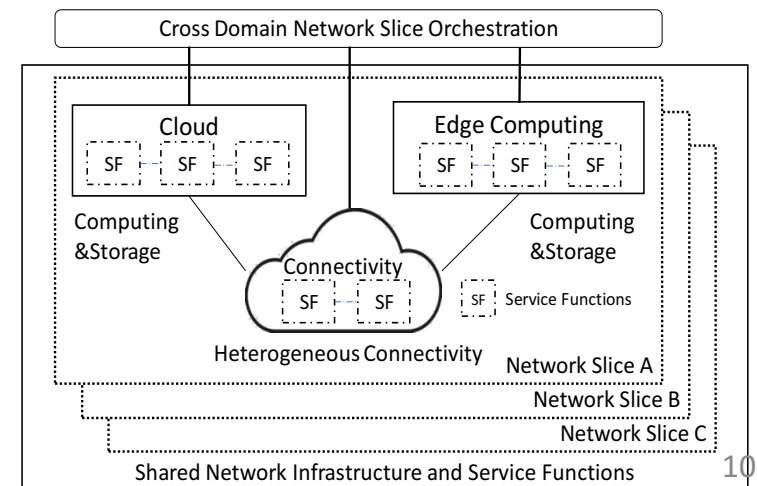 Cross Domain Network Slice Orchestration
Cloud
SF SF SF
Edge Computing
SF SF SF
Computing
&Storage
Computing
&Storage
Connectivity
SF SF
SF Service Functions
Heterogeneous Connectivity
Network Slice A
Network Slice B
Network Slice C
Shared Network Infrastructure and Service Functions
10